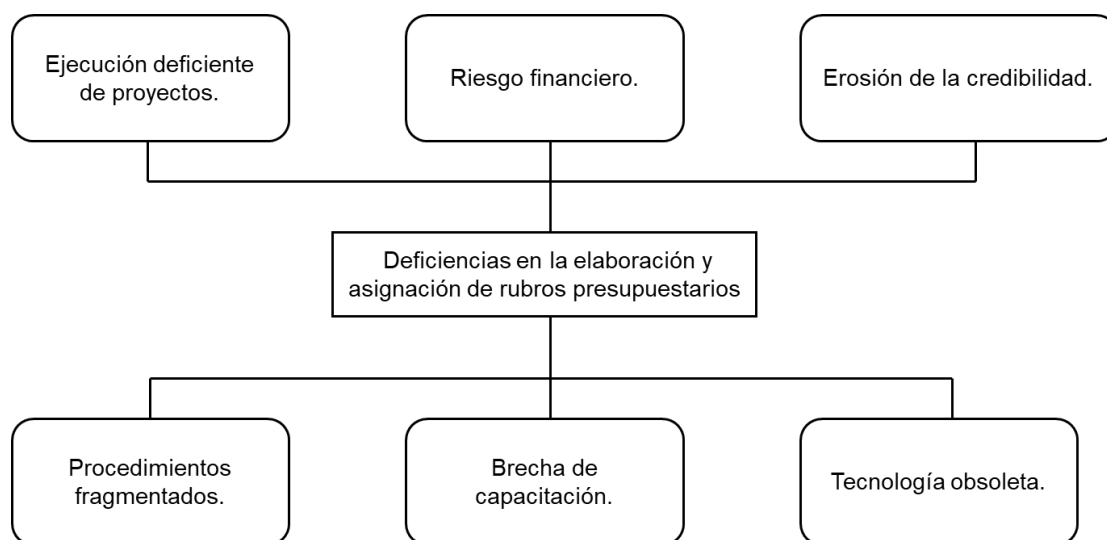 Ejecución deficiente
de proyectos.
Riesgo financiero.
Erosión de la credibilidad.
Deficiencias en la elaboración y
asignación de rubros presupuestarios
Procedimientos
fragmentados.
Brecha de
capacitación.
Tecnología obsoleta.